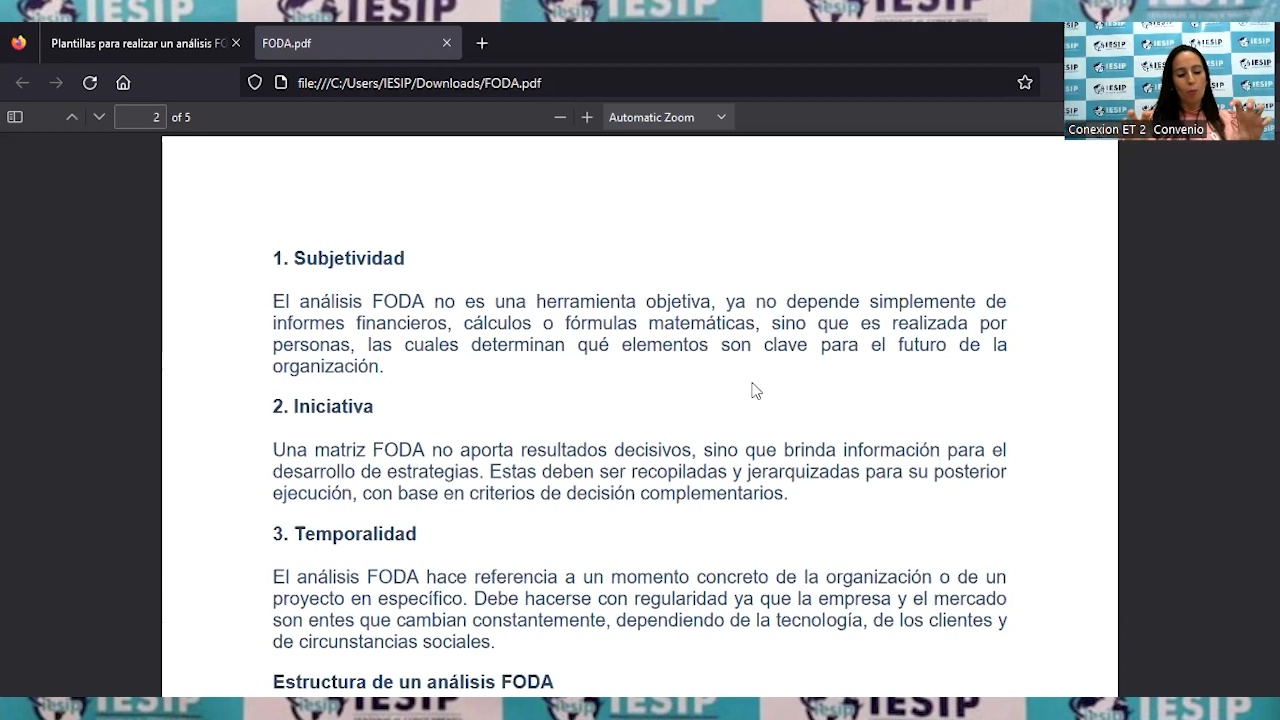 IESIP
Plantillas para realizar un análisis FO
FODA.pdf
file:///C:/Users/IESIP/Downloads/FODA.pdf
2 of 5
Automatic Zoom
IESIP
Conexion ET 2 Convenio
1. Subjetividad
El análisis FODA no es una herramienta objetiva, ya no depende simplemente de
informes financieros, cálculos o fórmulas matemáticas, sino que es realizada por
personas, las cuales determinan qué elementos son clave para el futuro de la
organización.
2. Iniciativa
Una matriz FODA no aporta resultados decisivos, sino que brinda información para el
desarrollo de estrategias. Estas deben ser recopiladas y jerarquizadas para su posterior
ejecución, con base en criterios de decisión complementarios.
3. Temporalidad
El análisis FODA hace referencia a un momento concreto de la organización o de un
proyecto en específico. Debe hacerse con regularidad ya que la empresa y el mercado
son entes que cambian constantemente, dependiendo de la tecnología, de los clientes y
de circunstancias sociales.
Estructura de un análisis FODA
IESIP